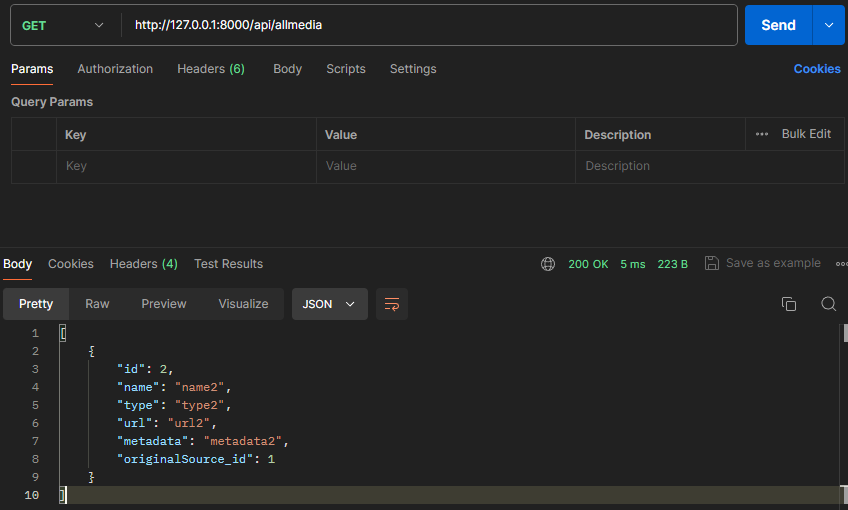 GET http://127.0.0.1:8000/api/allmedia Send
Params Authorization Headers (6) Body Scripts Settings Cookies
Query Params
Key Value Description ••• Bulk Edit
Key Value Description
Body Cookies Headers (4) Test Results 200 OK 5 ms 223 B Save as example
Pretty Raw Preview Visualize JSON
1 [
2 {
3 "id": 2,
4 "name": "name2",
5 "type": "type2",
6 "url": "url2",
7 "metadata": "metadata2",
8 "originalSource_id": 1
9 }
10 ]